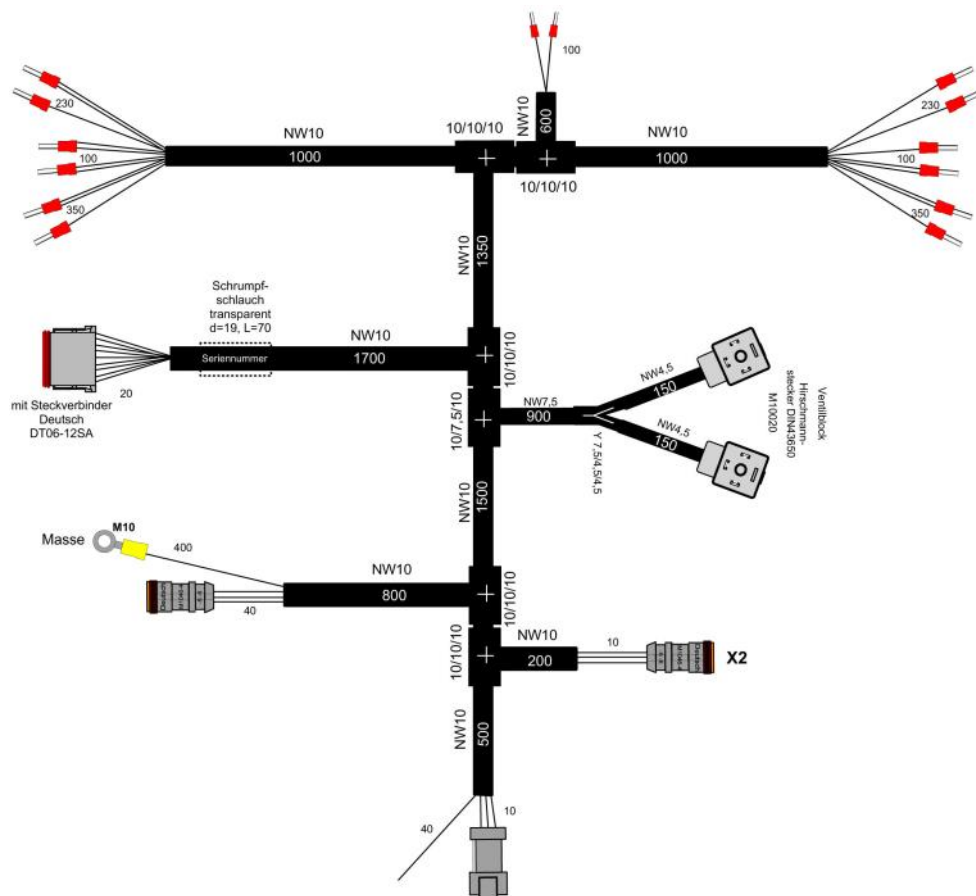 100
230
100
350
NW10
1000
10/10/10
NW10
600
NW10
1000
10/10/10
230
100
350
NW10
1350
Schrumpf-
schlauch
transparent
d=19, L=70
Seriennummer
NW10
1700
10/10/10
20
mit Steckverbinder
Deutsch
DT06-12SA
10/7,5/10
NW7,5
900
NW4,5
150
NW4,5
150
Y 7,5/4,5/4,5
Ventilblock
Hirschmann-
stecker DIN43650
M10020
NW10
1500
Masse
M10
400
40
Deutsch
NW10
800
10/10/10
10/10/10
NW10
200
10
Deutsch
X2
NW10
500
40
10